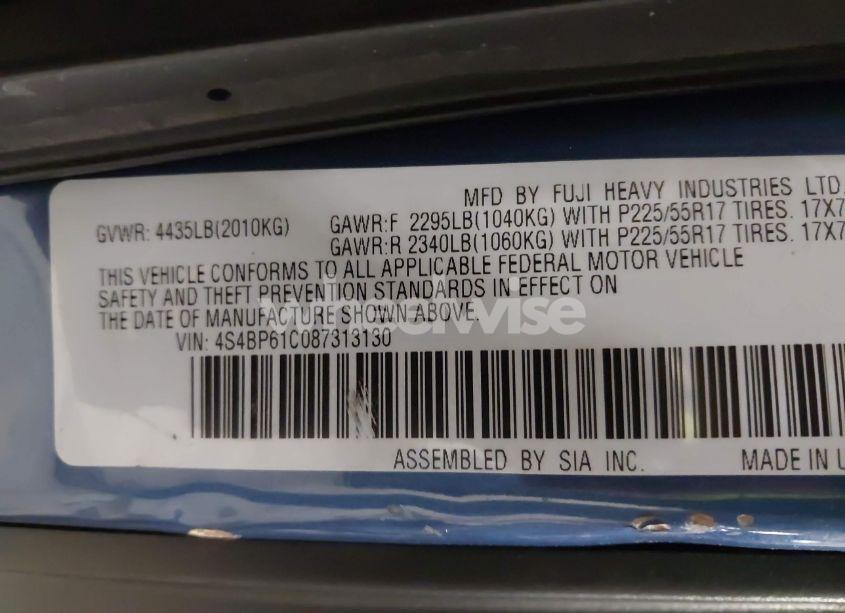 MFD BY FUJI HEAVY INDUSTRIES LTD.
GVWR: 4435LB(2010KG) GAWR:F 2295LB(1040KG) WITH P225/55R17 TIRES. 17X7
GAWR:R 2340LB(1060KG) WITH P225/55R17 TIRES. 17X7
THIS VEHICLE CONFORMS TO ALL APPLICABLE FEDERAL MOTOR VEHICLE
SAFETY AND THEFT PREVENTION STANDARDS IN EFFECT ON
THE DATE OF MANUFACTURE SHOWN ABOVE.
wheelwise
VIN: 4S4BP61C087313130
ASSEMBLED BY SIA INC. MADE IN U